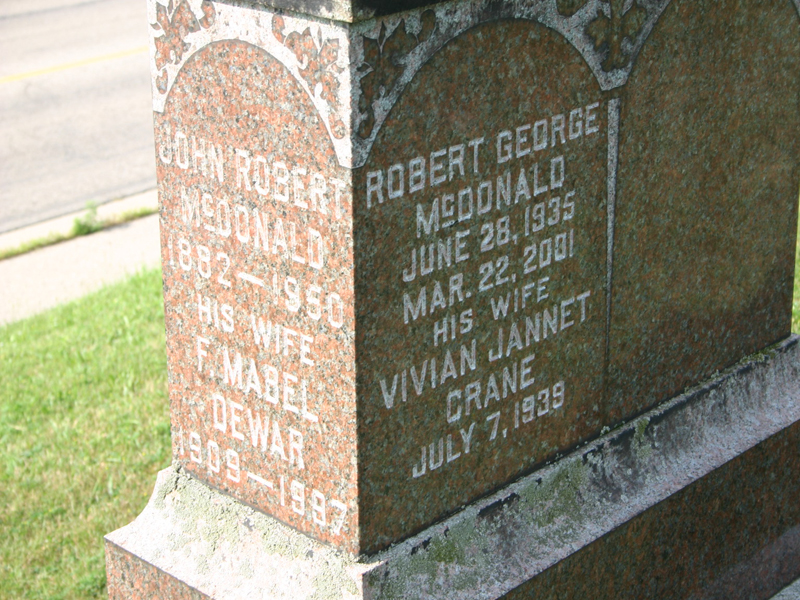 JOHN ROBERT
McDONALD
1882–1950
HIS WIFE
F. MABEL
DEWAR
1909–1997
ROBERT GEORGE
McDONALD
JUNE 28, 1935
MAR. 22, 2001
HIS WIFE
VIVIAN JANNET
CRANE
JULY 7, 1939